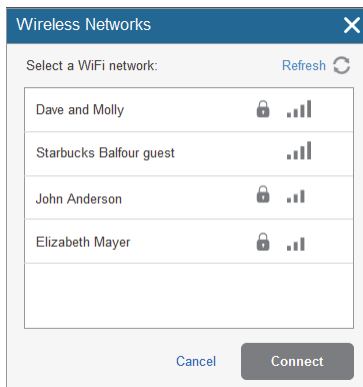 Wireless Networks
Select a WiFi network: Refresh
Dave and Molly
Starbucks Balfour guest
John Anderson
Elizabeth Mayer
Cancel Connect